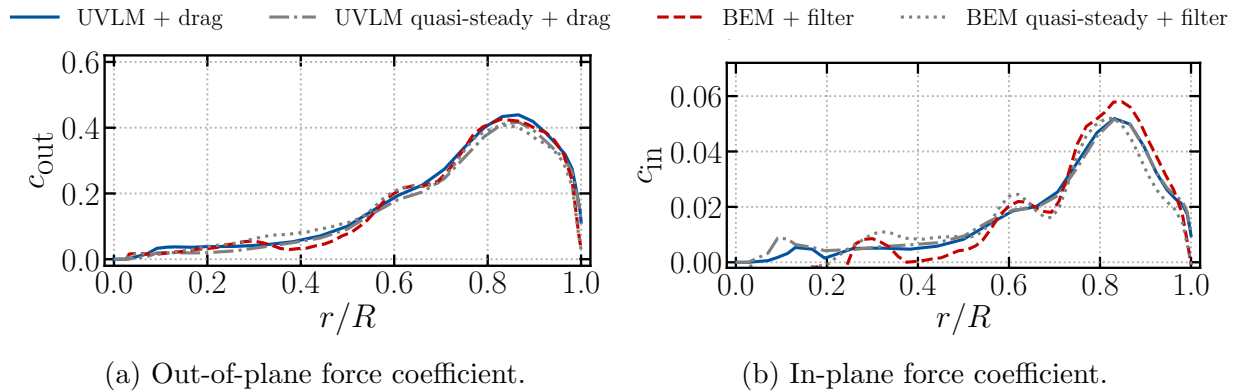 UVLM + drag UVLM quasi-steady + drag BEM + filter BEM quasi-steady + filter
0.6
0.4
0.2
0.0
c_out
0.0 0.2 0.4 0.6 0.8 1.0
r/R
(a) Out-of-plane force coefficient.
0.06
0.04
0.02
0.00
c_in
0.0 0.2 0.4 0.6 0.8 1.0
r/R
(b) In-plane force coefficient.